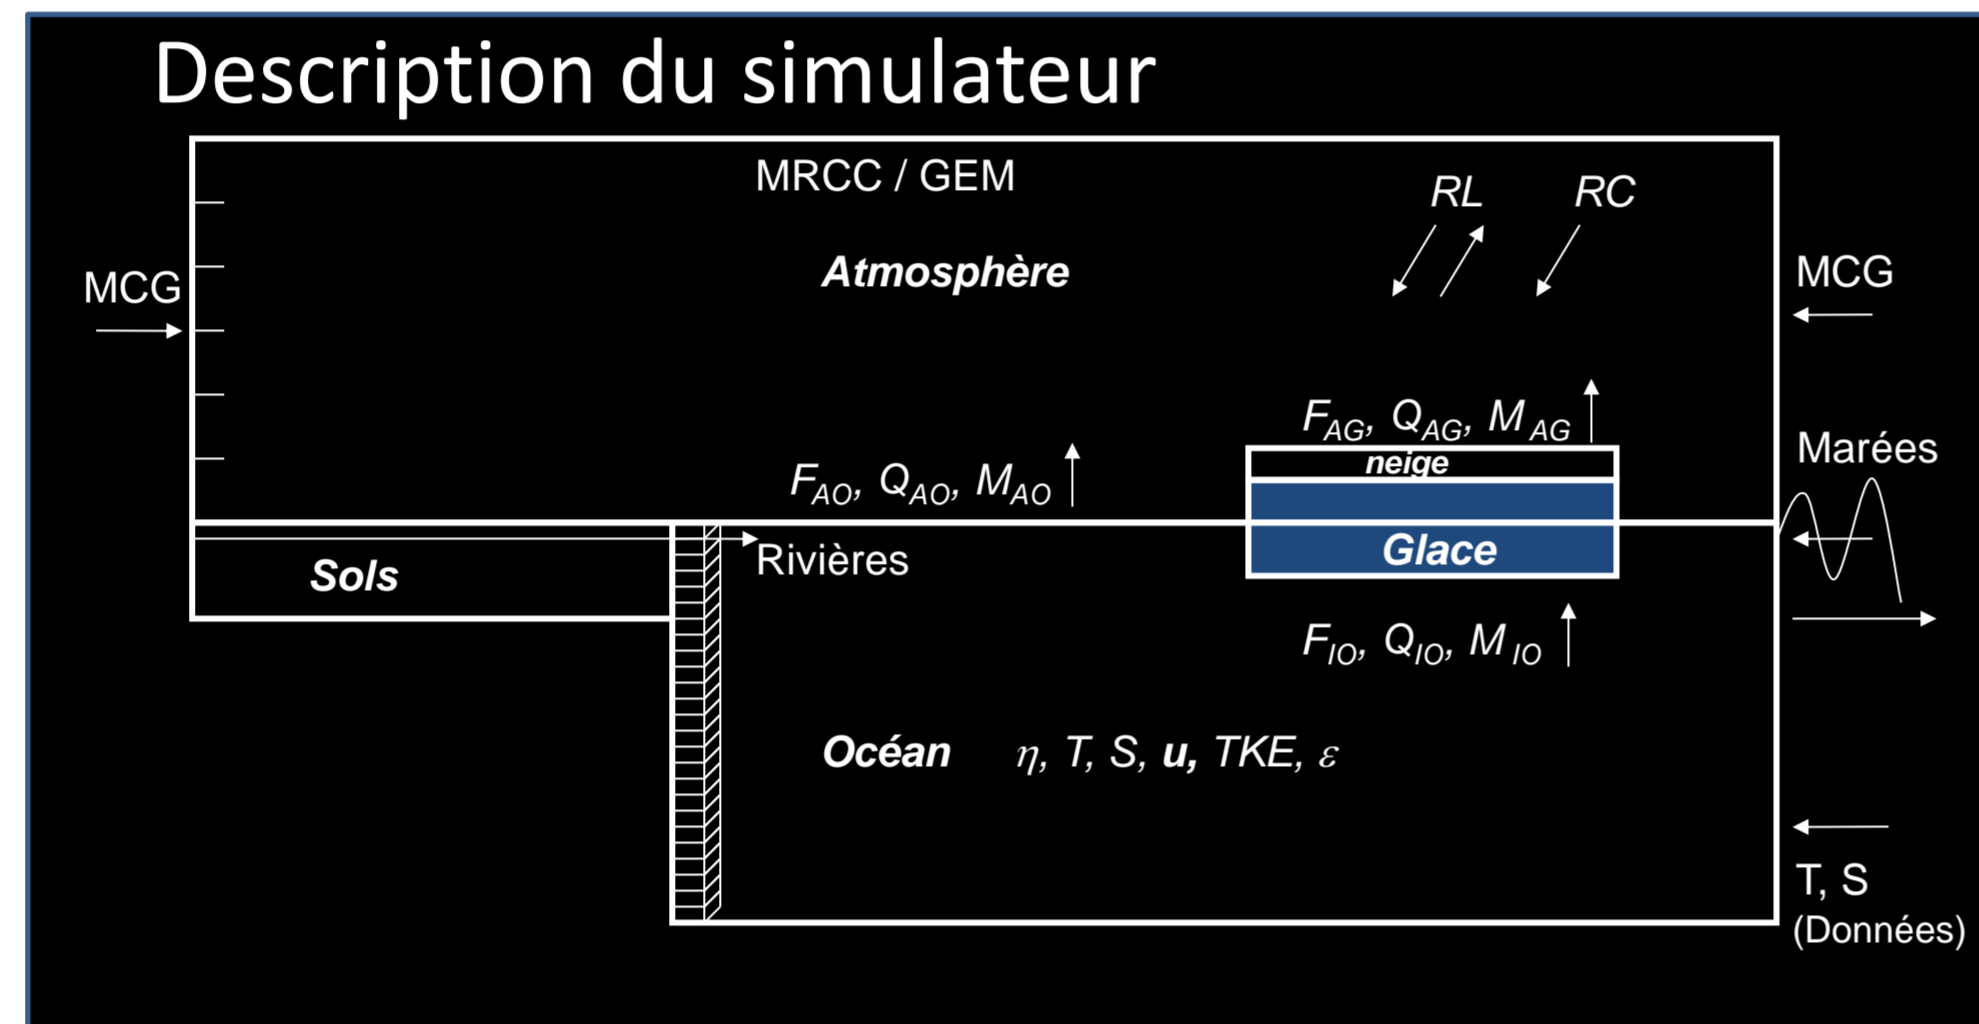 Description du simulateur
MRCC / GEM
RL RC
Atmosphère
MCG
MCG
F_AG, Q_AG, M_AG
neige
Marées
F_AO, Q_AO, M_AO
Rivières
Glace
Sols
F_IO, Q_IO, M_IO
Océan η, T, S, u, TKE, ε
T, S
(Données)